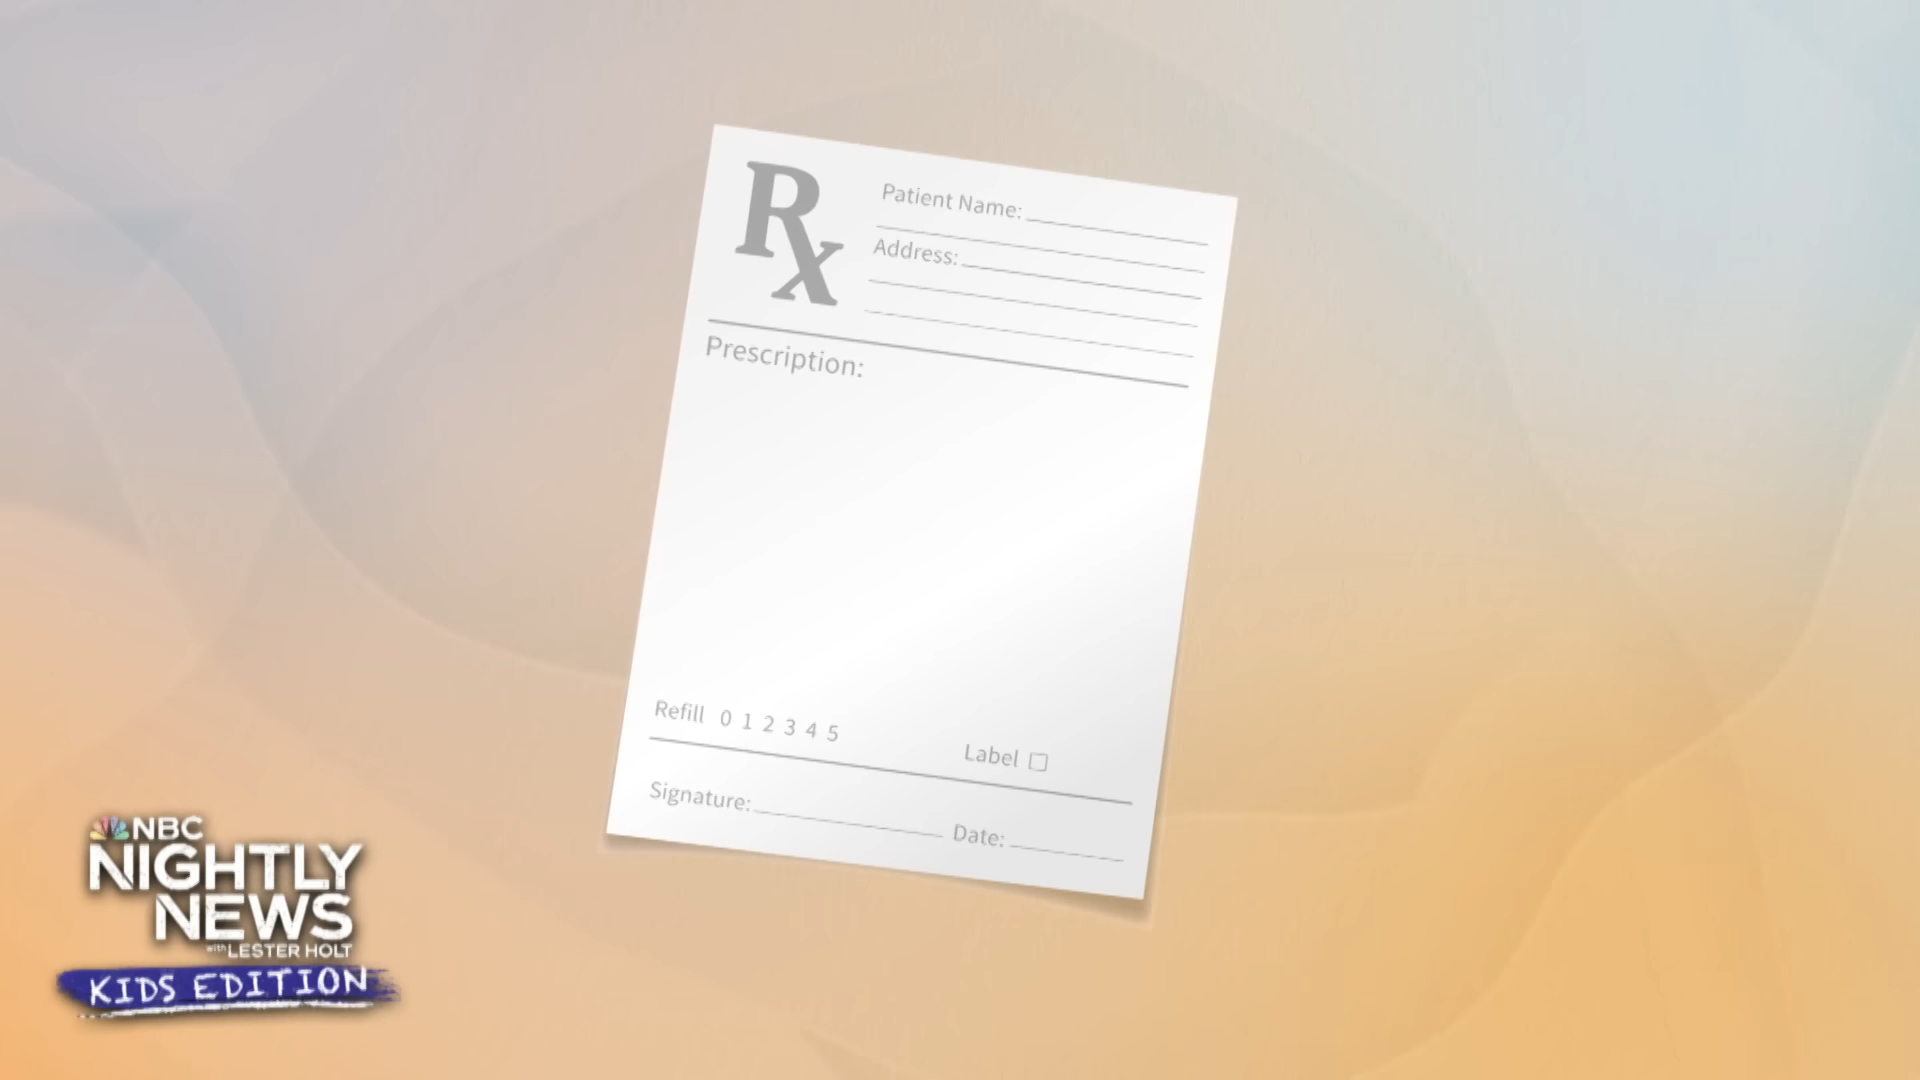 Rx
Patient Name:
Address:
Prescription:
Refill 0 1 2 3 4 5
Label
Signature:
Date:
NBC
NIGHTLY
NEWS
with LESTER HOLT
KIDS EDITION